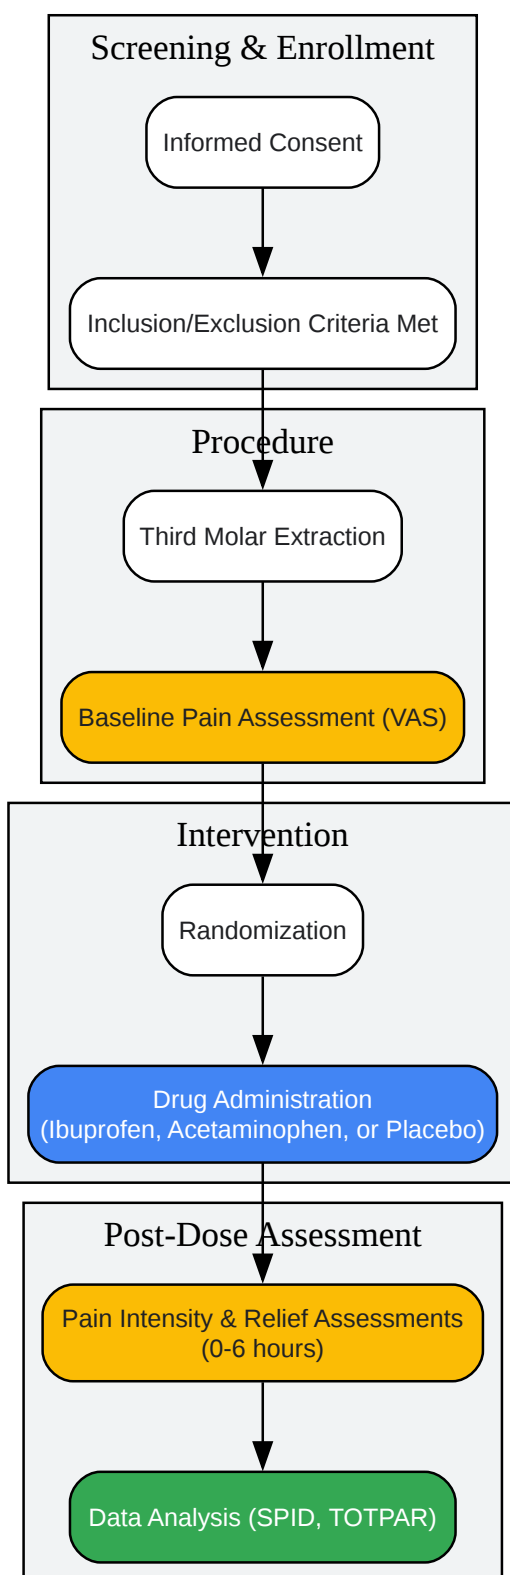 Screening & Enrollment
Informed Consent
Inclusion/Exclusion Criteria Met
Procedure
Third Molar Extraction
Baseline Pain Assessment (VAS)
Intervention
Randomization
Drug Administration
(Ibuprofen, Acetaminophen, or Placebo)
Post-Dose Assessment
Pain Intensity & Relief Assessments
(0-6 hours)
Data Analysis (SPID, TOTPAR)